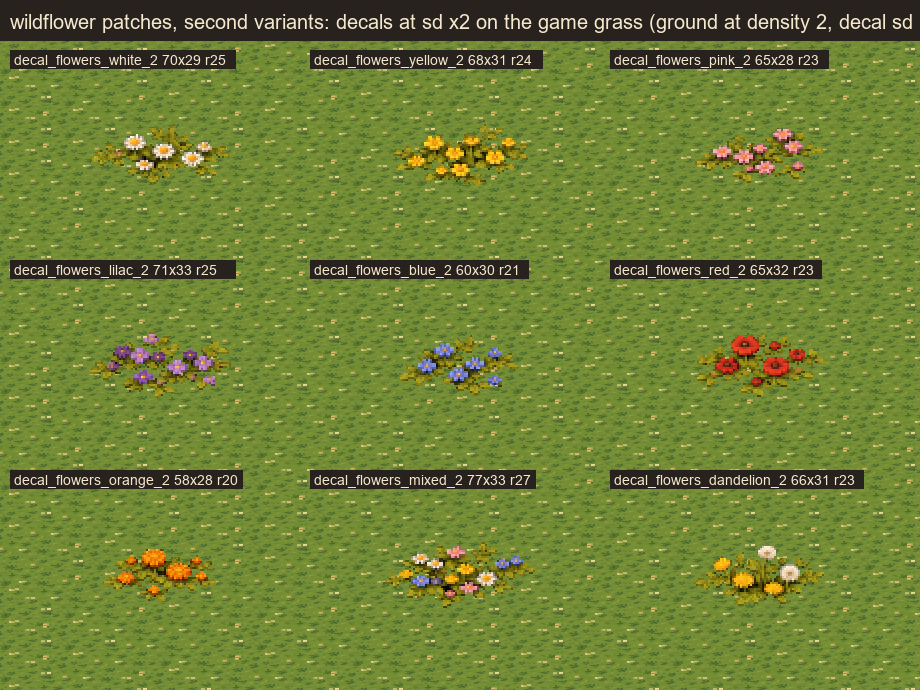 wildflower patches, second variants: decals at sd x2 on the game grass (ground at density 2, decal sd
decal_flowers_white_2 70x29 r25
decal_flowers_yellow_2 68x31 r24
decal_flowers_pink_2 65x28 r23
decal_flowers_lilac_2 71x33 r25
decal_flowers_blue_2 60x30 r21
decal_flowers_red_2 65x32 r23
decal_flowers_orange_2 58x28 r20
decal_flowers_mixed_2 77x33 r27
decal_flowers_dandelion_2 66x31 r23